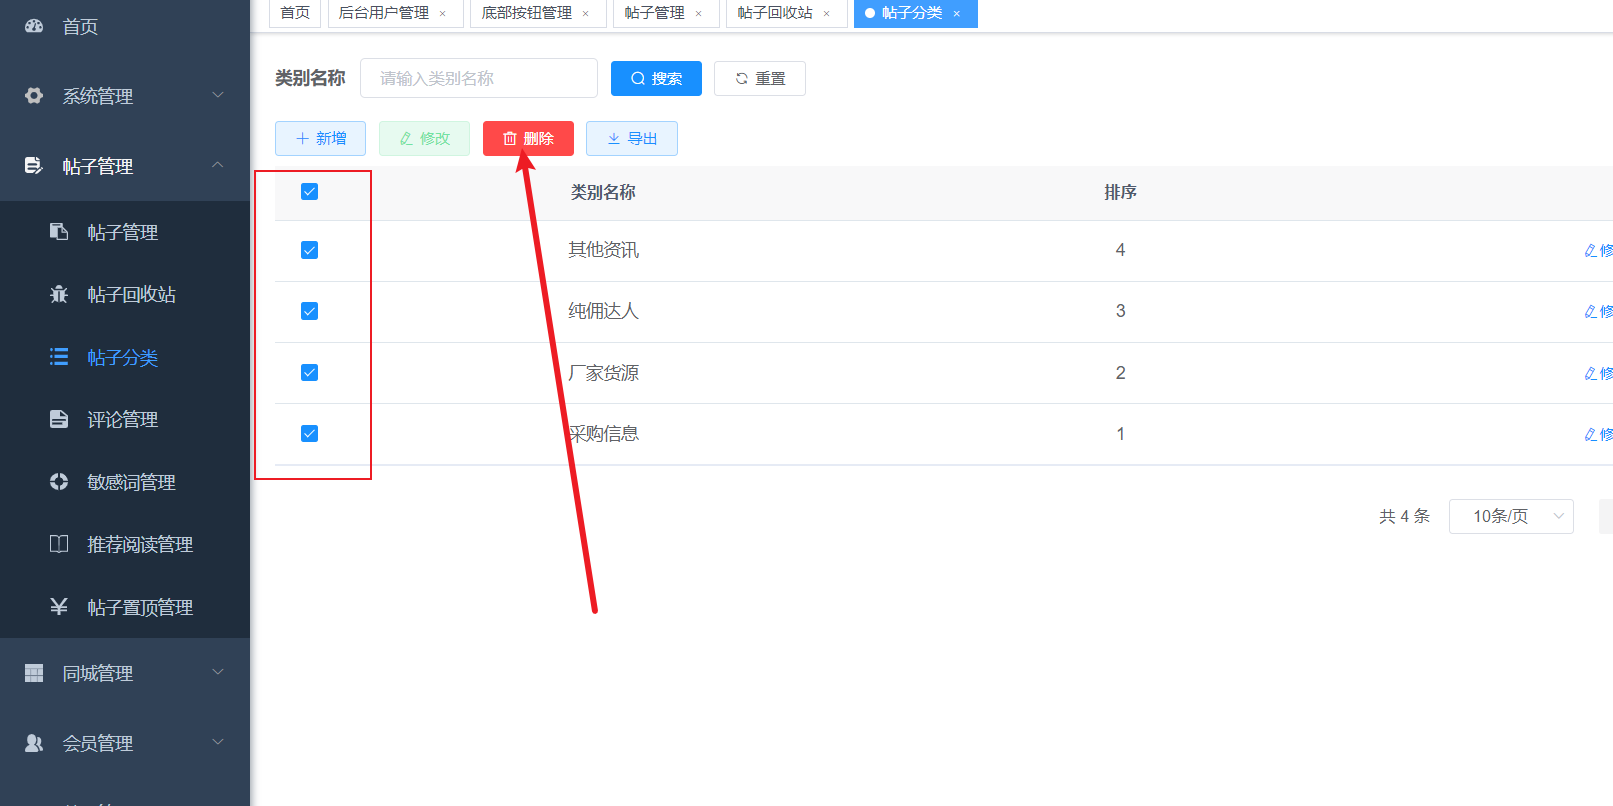 首页
系统管理
帖子管理
帖子管理
帖子回收站
帖子分类
评论管理
敏感词管理
推荐阅读管理
帖子置顶管理
同城管理
会员管理
首页 后台用户管理 × 底部按钮管理 × 帖子管理 × 帖子回收站 × 帖子分类 ×
类别名称 请输入类别名称 搜索 重置
新增 修改 删除 导出
类别名称 排序
其他资讯 4 修
纯佣达人 3 修
厂家货源 2 修
采购信息 1 修
共 4 条 10条/页